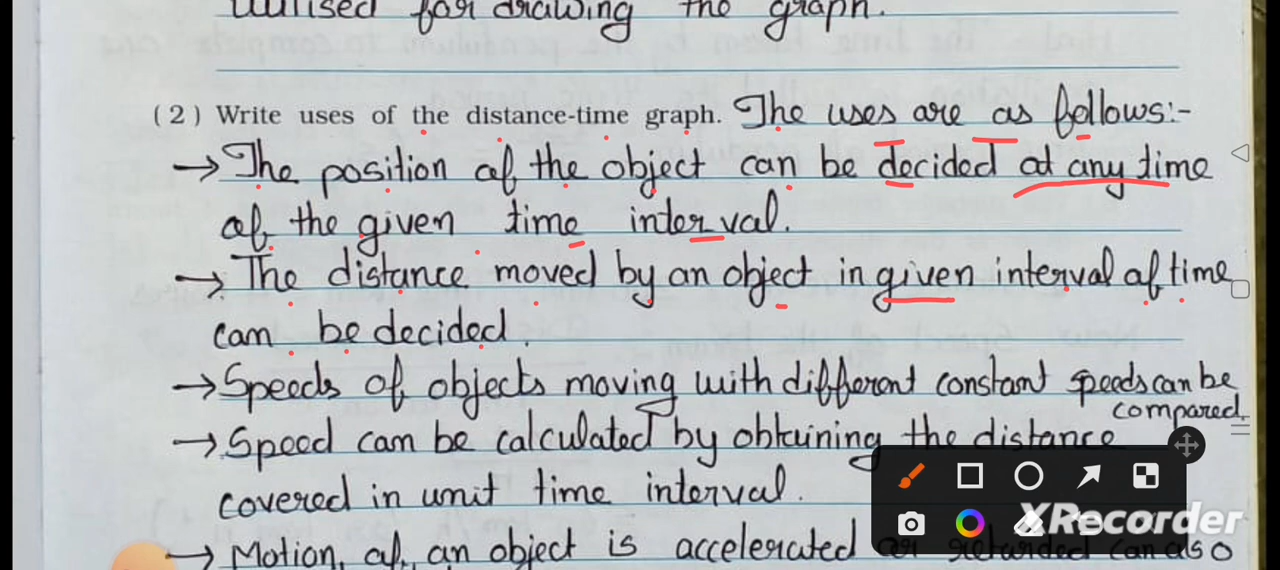 Utilised for drawing the graph.
(2) Write uses of the distance-time graph. The uses are as follows:-
→ The position of the object can be decided at any time
of the given time interval.
→ The distance moved by an object in given interval of time
can be decided.
→ Speeds of objects moving with different constant speeds can be
compared.
→ Speed can be calculated by obtaining the distance
covered in unit time interval.
XRecorder
→ Motion of an object is accelerated or retarded can also